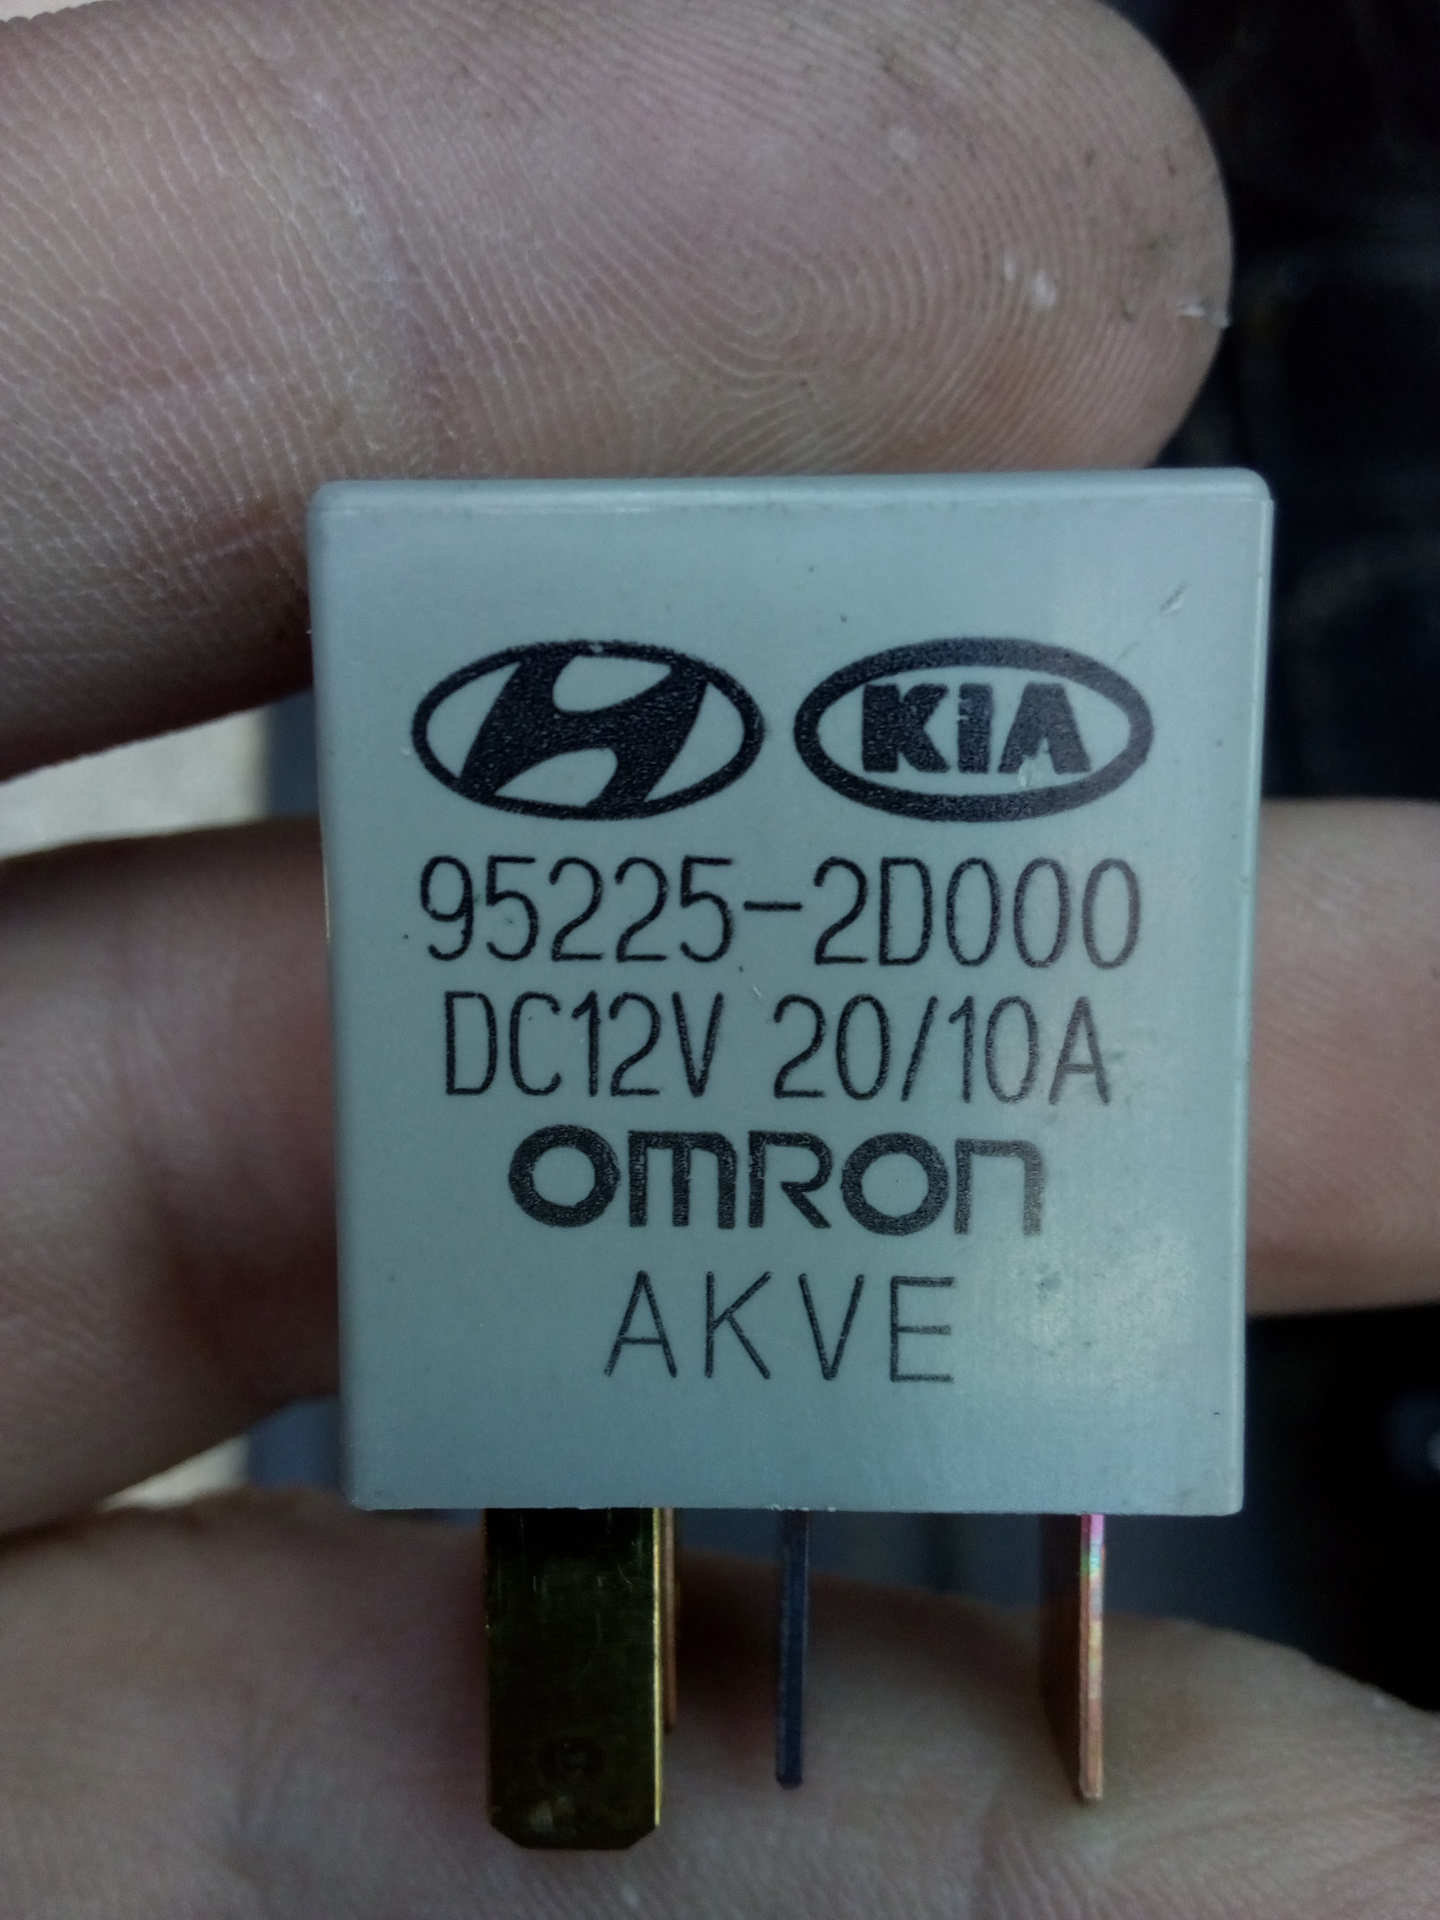 KIA
95225-2D000
DC12V 20/10A
OMRON
AKVE